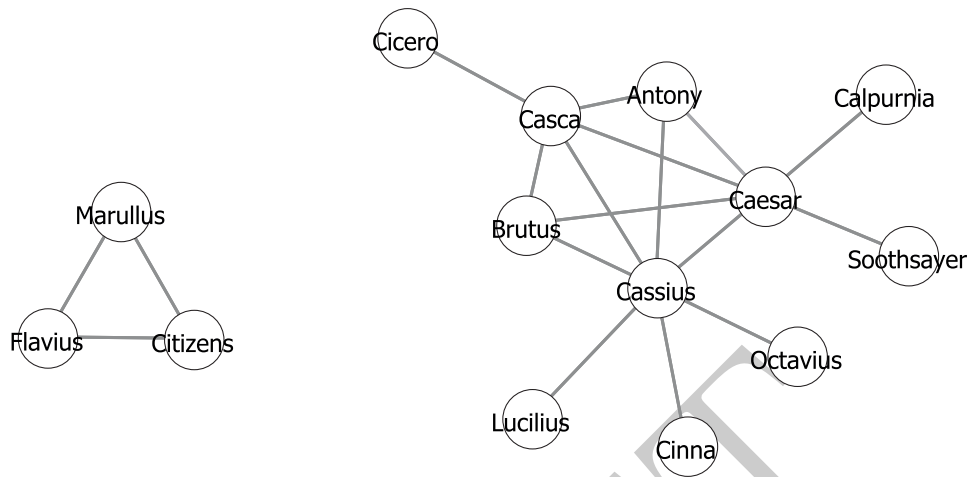 Cicero
Antony
Calpurnia
Casca
Caesar
Marullus
Brutus
Soothsayer
Cassius
Flavius
Citizens
Octavius
Lucilius
Cinna